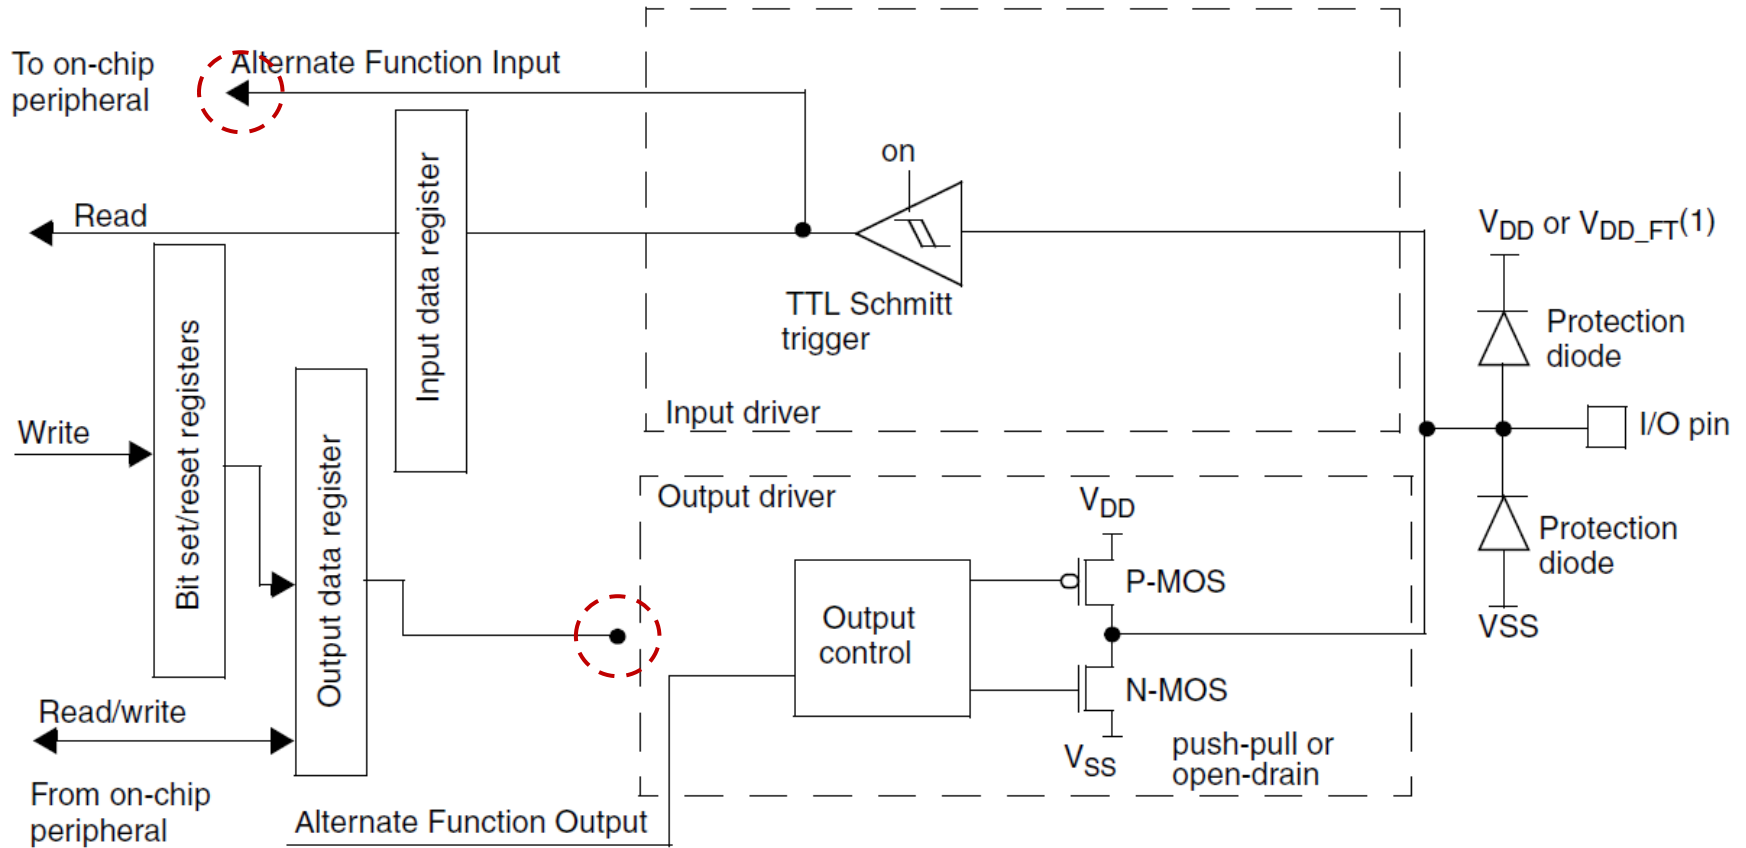 To on-chip
peripheral
Alternate Function Input
on
Read
Input data register
TTL Schmitt
trigger
VDD or VDD_FT(1)
Protection
diode
Bit set/reset registers
Input driver
Write
I/O pin
Output data register
Output driver
VDD
Protection
diode
P-MOS
Output
control
VSS
N-MOS
Read/write
VSS
push-pull or
open-drain
From on-chip
peripheral
Alternate Function Output